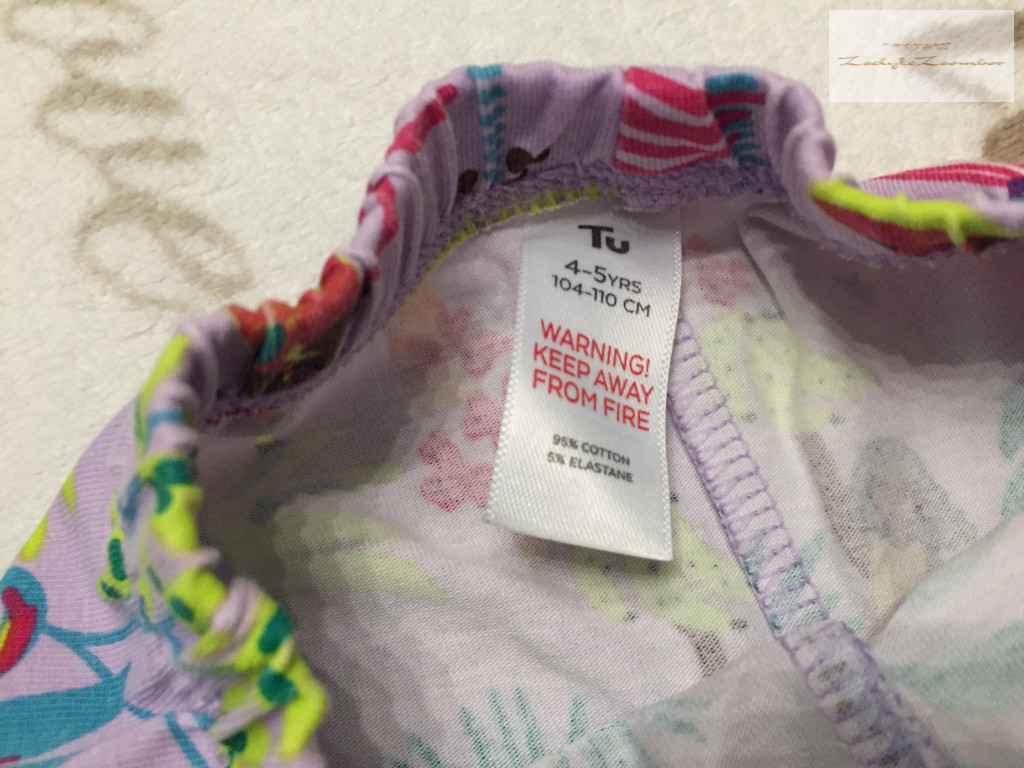 Tu
4-5YRS
104-110 CM
WARNING!
KEEP AWAY
FROM FIRE
95% COTTON
5% ELASTANE